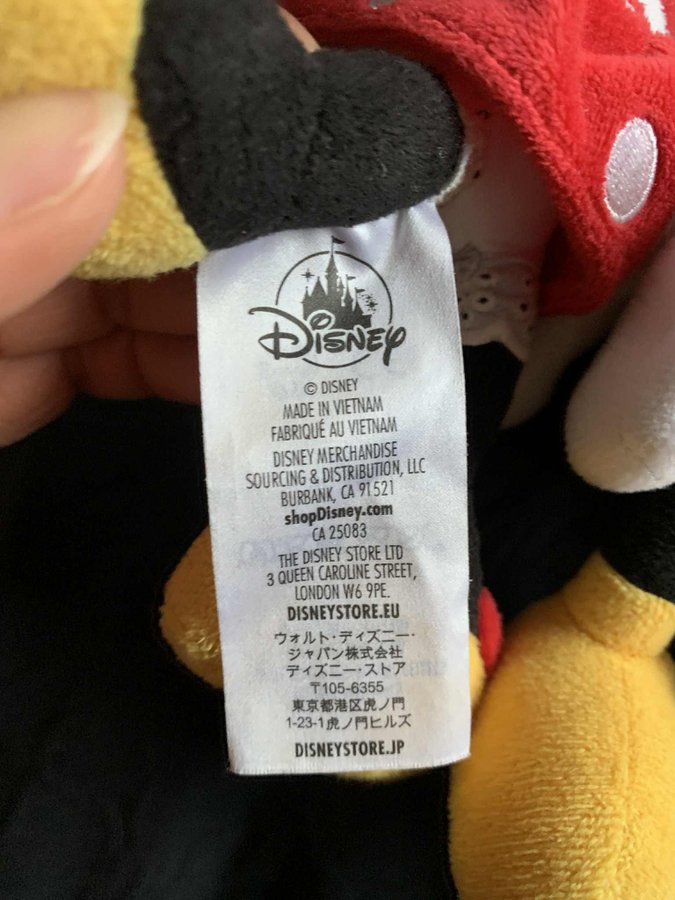 Disney
© DISNEY
MADE IN VIETNAM
FABRIQUÉ AU VIETNAM
DISNEY MERCHANDISE
SOURCING & DISTRIBUTION, LLC
BURBANK, CA 91521
shopDisney.com
CA 25083
THE DISNEY STORE LTD
3 QUEEN CAROLINE STREET,
LONDON W6 9PE.
DISNEYSTORE.EU
ウォルト・ディズニー・
ジャパン株式会社
ディズニー・ストア
〒105-6355
東京都港区虎ノ門
1-23-1虎ノ門ヒルズ
DISNEYSTORE.JP